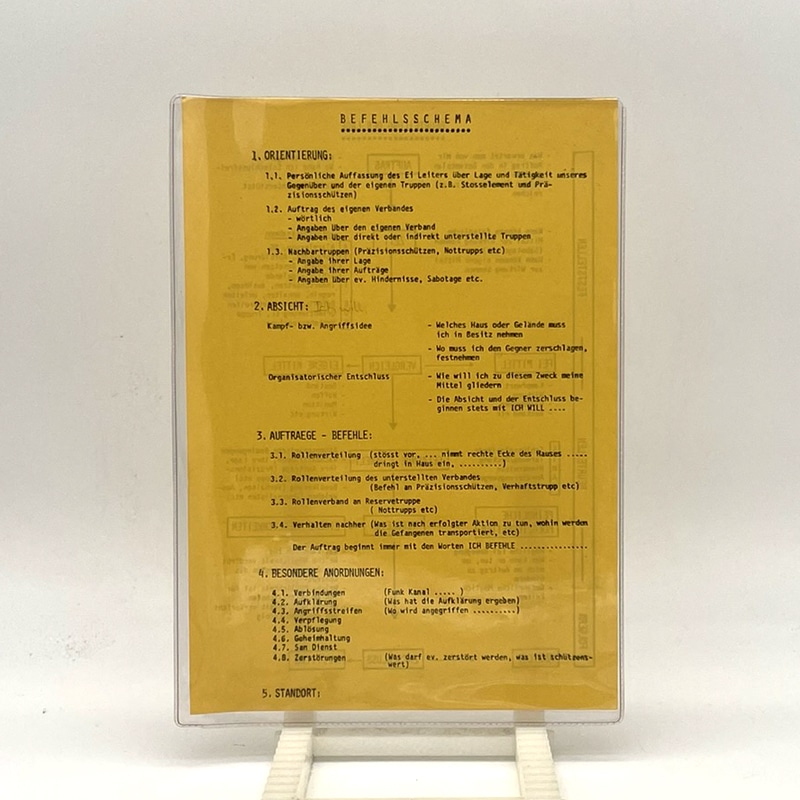 BEFEHLSSCHEMA
1. ORIENTIERUNG:
1.1. Persönliche Auffassung des Ei Leiters über Lage und Tätigkeit unseres
Gegenüber und der eigenen Truppen (z.B. Stosselement und Prä-
zisionsschützen)
1.2. Auftrag des eigenen Verbandes
- wörtlich
- Angaben über den eigenen Verband
- Angaben über direkt oder indirekt unterstellte Truppen
1.3. Nachbartruppen (Präzisionsschützen, Nottrupps etc)
- Angabe ihrer Lage
- Angabe ihrer Aufträge
- Angaben über ev. Hindernisse, Sabotage etc.
2. ABSICHT:
Kampf- bzw. Angriffsidee - Welches Haus oder Gelände muss
ich in Besitz nehmen
- Wo muss ich den Gegner zerschlagen,
festnehmen
Organisatorischer Entschluss - Wie will ich zu diesem Zweck meine
Mittel gliedern
- Die Absicht und der Entschluss be-
ginnen stets mit ICH WILL ....
3. AUFTRAEGE - BEFEHLE:
3.1. Rollenverteilung (stösst vor, ... nimmt rechte Ecke des Hauses .....
dringt in Haus ein, ..........)
3.2. Rollenverteilung des unterstellten Verbandes
(Befehl an Präzisionsschützen, Verhaftstrupp etc)
3.3. Rollenverband an Reservetruppe
( Nottrupps etc)
3.4. Verhalten nachher (Was ist nach erfolgter Aktion zu tun, wohin werden
die Gefangenen transportiert, etc)
Der Auftrag beginnt immer mit den Worten ICH BEFEHLE ................
4. BESONDERE ANORDNUNGEN:
4.1. Verbindungen (Funk Kanal ..... )
4.2. Aufklärung (Was hat die Aufklärung ergeben)
4.3. Angriffsstreifen (Wo wird angegriffen ..........)
4.4. Verpflegung
4.5. Ablösung
4.6. Geheimhaltung
4.7. San Dienst
4.8. Zerstörungen (Was darf ev. zerstört werden, was ist schützens-
wert)
5. STANDORT: